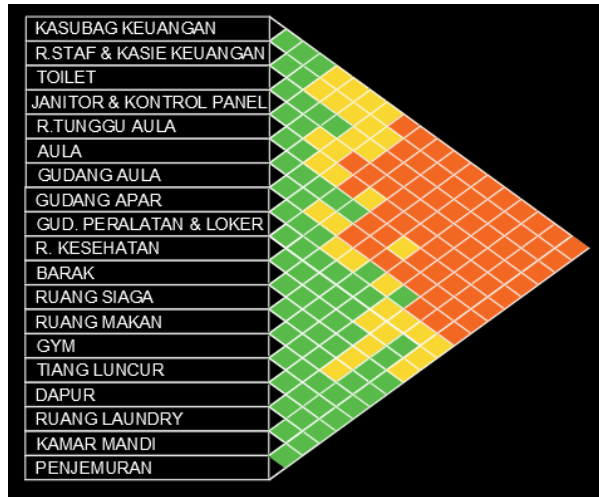 KASUBAG KEUANGAN
R.STAF & KASIE KEUANGAN
TOILET
JANITOR & KONTROL PANEL
R.TUNGGU AULA
AULA
GUDANG AULA
GUDANG APAR
GUD. PERALATAN & LOKER
R. KESEHATAN
BARAK
RUANG SIAGA
RUANG MAKAN
GYM
TIANG LUNCUR
DAPUR
RUANG LAUNDRY
KAMAR MANDI
PENJEMURAN